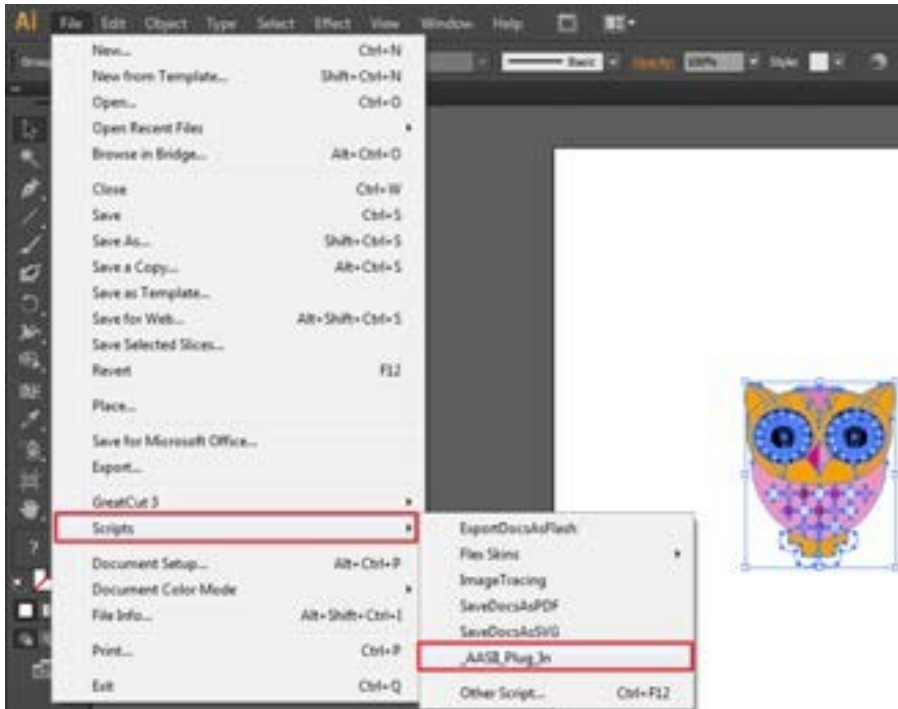 Ai File Edit Object Type Select Effect View Window Help
Basic Opacity: 100% Style:
New... Ctrl+N
New from Template... Shift+Ctrl+N
Open... Ctrl+O
Open Recent Files
Browse in Bridge... Alt+Ctrl+O
Close Ctrl+W
Save Ctrl+S
Save As... Shift+Ctrl+S
Save a Copy... Alt+Ctrl+S
Save as Template...
Save for Web... Alt+Shift+Ctrl+S
Save Selected Slices...
Revert F12
Place...
Save for Microsoft Office...
Export...
GreatCut 3
Scripts
Document Setup... Alt+Ctrl+P
Document Color Mode
File Info... Alt+Shift+Ctrl+I
Print... Ctrl+P
Exit Ctrl+Q
ExportDocsAsFlash
Flex Skins
ImageTracing
SaveDocsAsPDF
SaveDocsAsSVG
_AASB_Plug_In
Other Script... Ctrl+F12